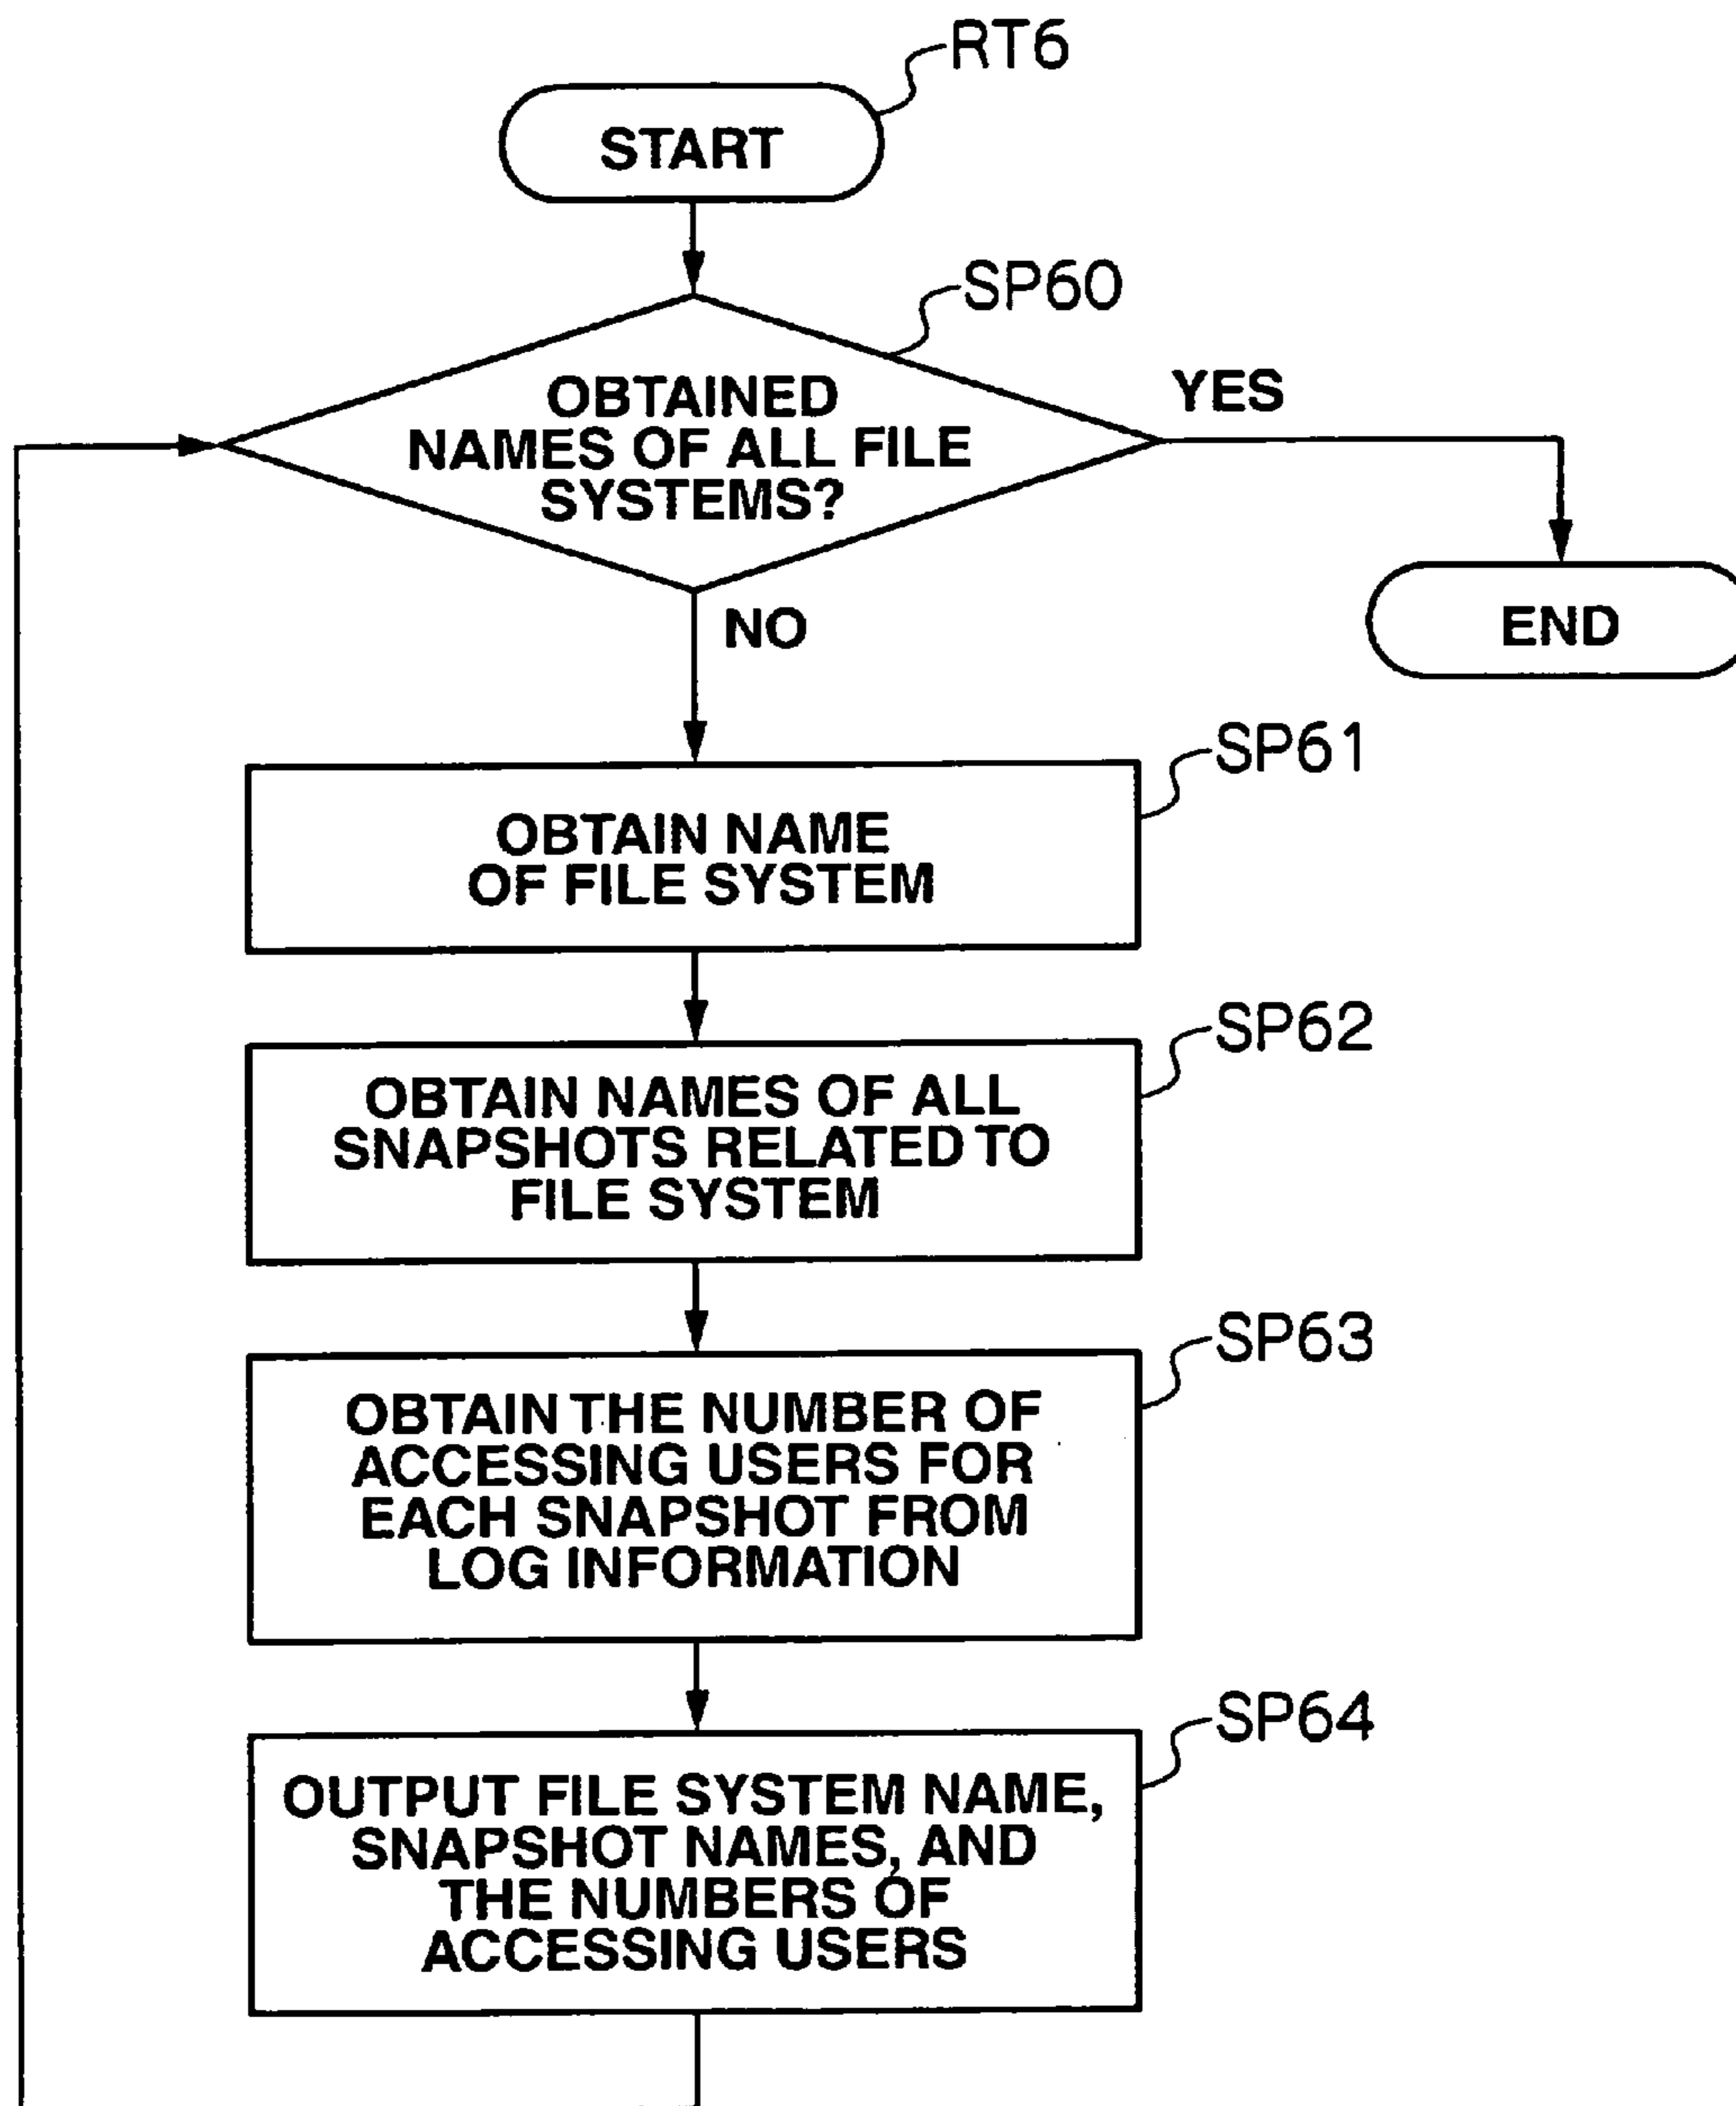 RT6
START
SP60
OBTAINED
NAMES OF ALL FILE
SYSTEMS?
YES
END
NO
SP61
OBTAIN NAME
OF FILE SYSTEM
SP62
OBTAIN NAMES OF ALL
SNAPSHOTS RELATED TO
FILE SYSTEM
SP63
OBTAIN THE NUMBER OF
ACCESSING USERS FOR
EACH SNAPSHOT FROM
LOG INFORMATION
SP64
OUTPUT FILE SYSTEM NAME,
SNAPSHOT NAMES, AND
THE NUMBERS OF
ACCESSING USERS